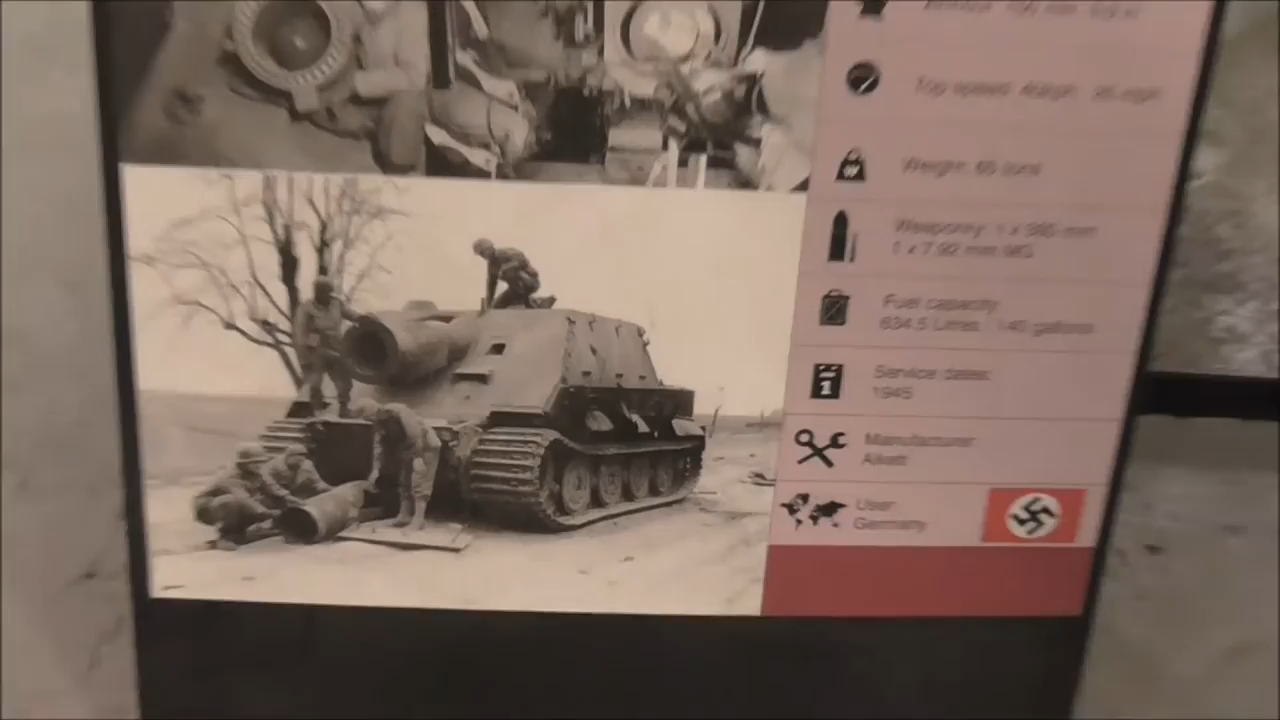 Top speed: 40kph 25 mph
Weight: 65 tons
Weaponry: 1 x 380 mm
1 x 7.92 mm MG
Fuel capacity:
634.5 Litres 140 gallons
Service dates:
1945
Manufacturer:
Alkett
User:
Germany